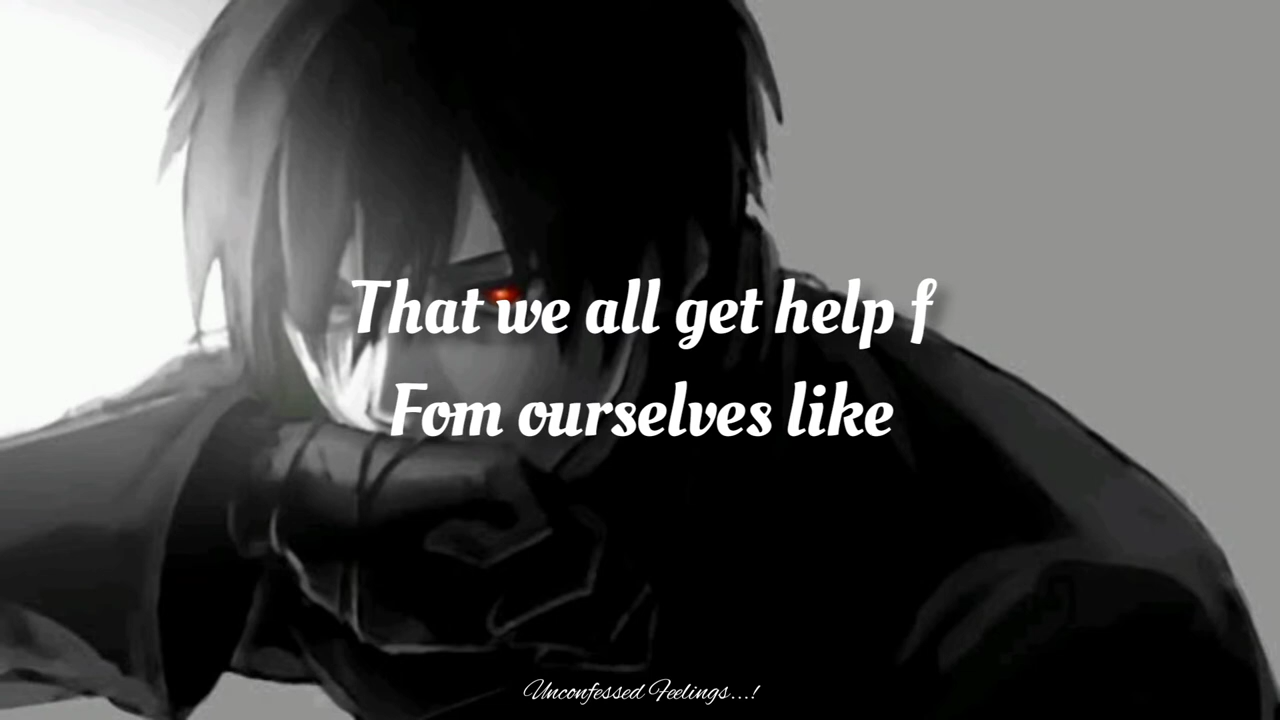 That we all get help f
Fom ourselves like
Unconfessed Feelings...!